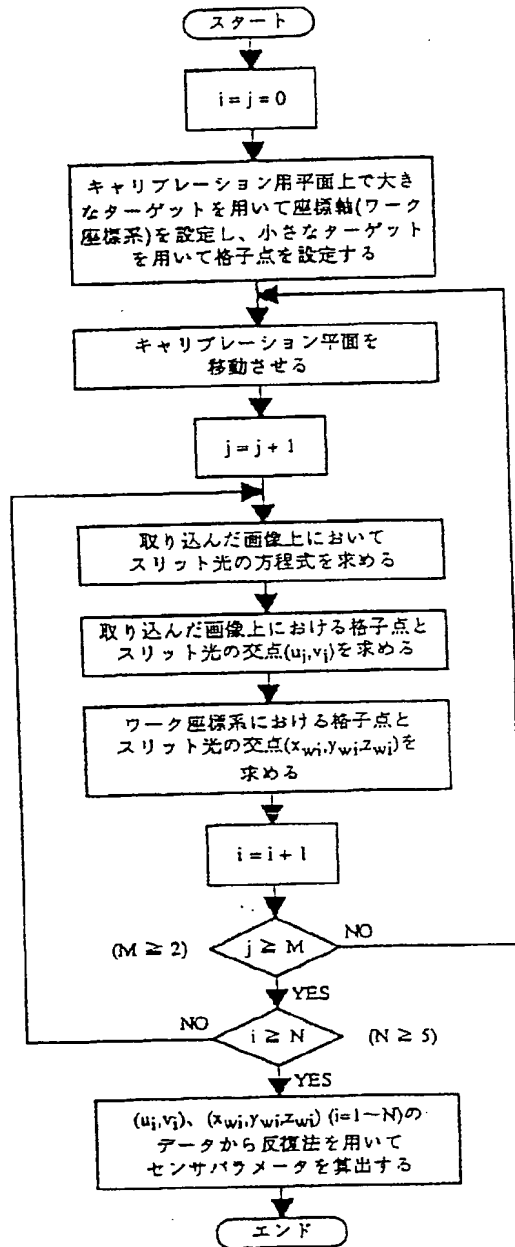 スタート
i = j = 0
キャリブレーション用平面上で大き
なターゲットを用いて座標軸(ワーク
座標系)を設定し、小さなターゲット
を用いて格子点を設定する
キャリブレーション平面を
移動させる
j = j + 1
取り込んだ画像上において
スリット光の方程式を求める
取り込んだ画像上における格子点と
スリット光の交点(ui,vi)を求める
ワーク座標系における格子点と
スリット光の交点(xwi,ywi,zwi)を
求める
i = i + 1
(M ≧ 2)
j ≧ M
NO
YES
NO
i ≧ N
(N ≧ 5)
YES
(ui,vi)、(xwi,ywi,zwi) (i=1～N)の
データから反復法を用いて
センサパラメータを算出する
エンド